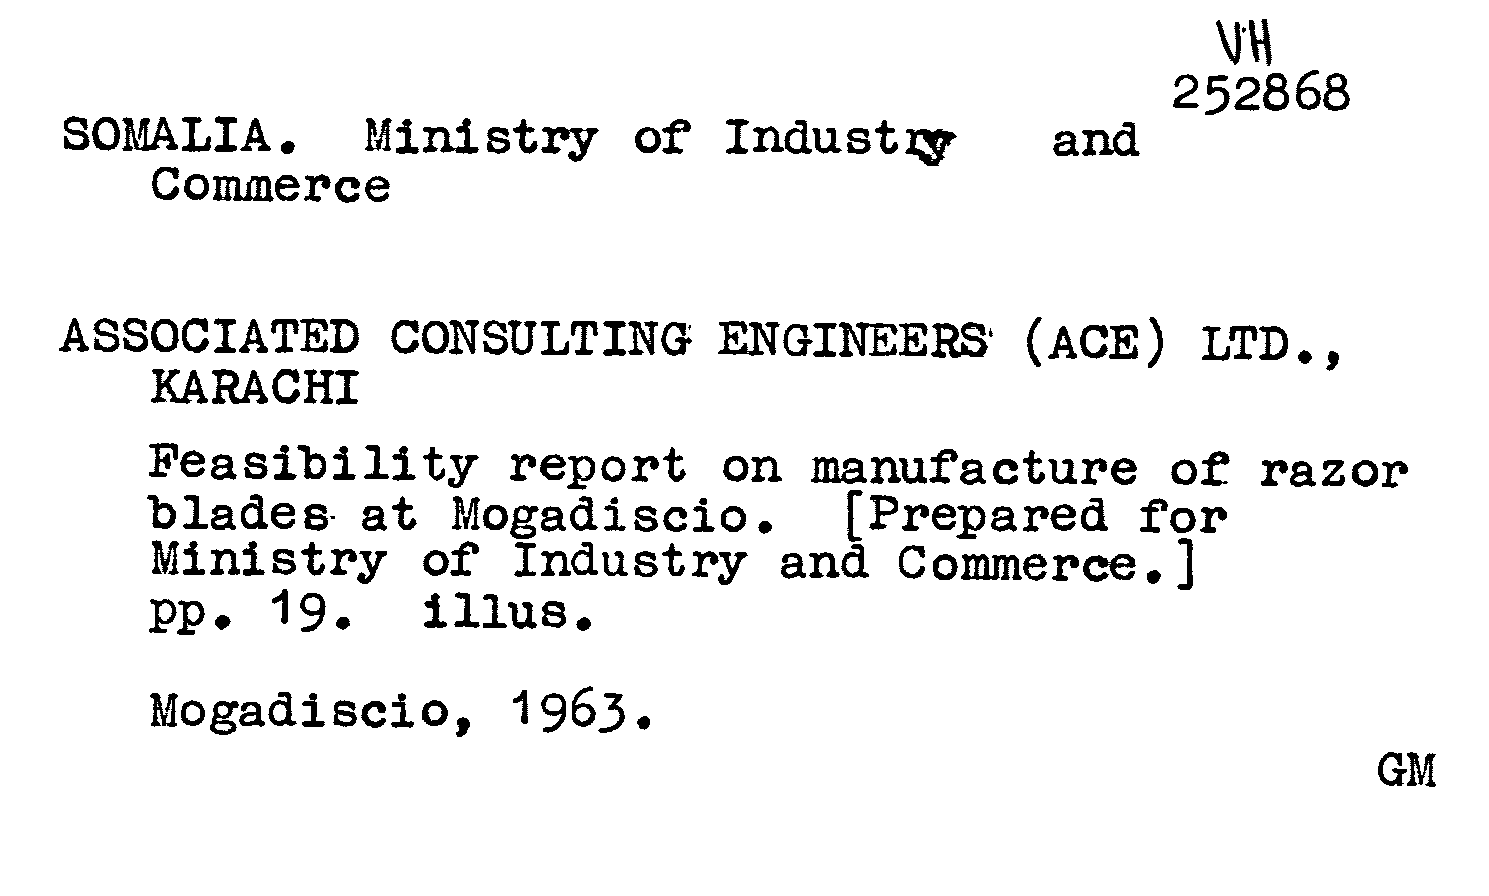 VH
252868
SOMALIA. Ministry of Industry and
Commerce
ASSOCIATED CONSULTING ENGINEERS (ACE) LTD.,
KARACHI
Feasibility report on manufacture of razor
blades at Mogadiscio. [Prepared for
Ministry of Industry and Commerce.]
pp. 19. illus.
Mogadiscio, 1963.
GM